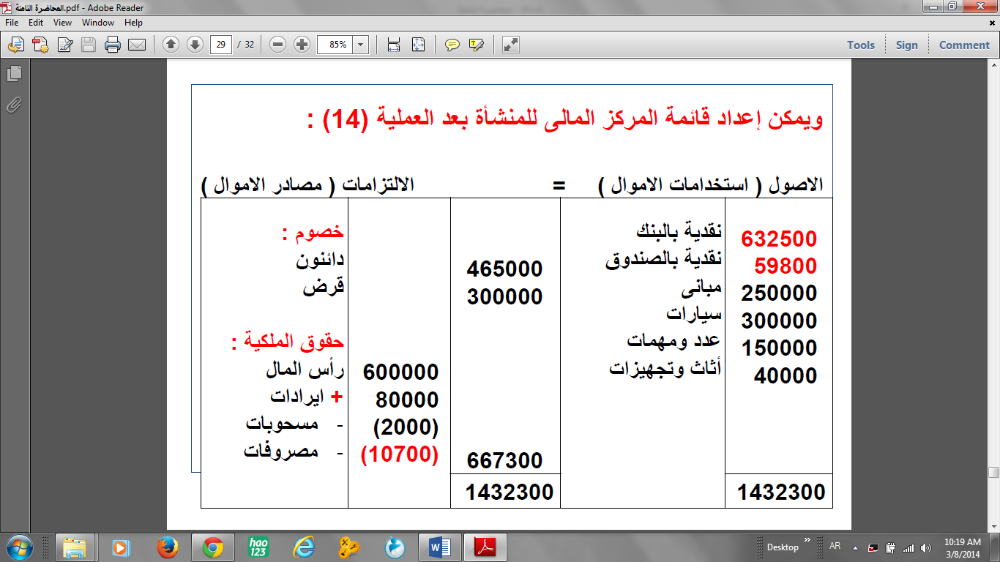 المحاضرة الثامنة.pdf - Adobe Reader
File Edit View Window Help
29 / 32 85% Tools Sign Comment
ويمكن إعداد قائمة المركز المالى للمنشأة بعد العملية (14) :
الاصول ( استخدامات الاموال ) = الالتزامات ( مصادر الاموال )
632500 نقدية بالبنك خصوم :
59800 نقدية بالصندوق 465000 دائنون
250000 مبانى 300000 قرض
300000 سيارات
150000 عدد ومهمات حقوق الملكية :
40000 أثاث وتجهيزات 600000 رأس المال
80000 + ايرادات
(2000) - مسحوبات
667300 (10700) - مصروفات
1432300 1432300
hao123 Desktop » AR 10:19 AM
3/8/2014